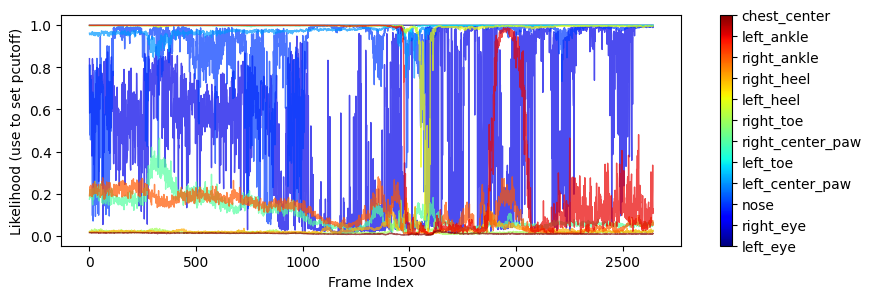 Likelihood (use to set pcutoff)
1.0
0.8
0.6
0.4
0.2
0.0
0
500
1000
1500
2000
2500
Frame Index
chest_center
left_ankle
right_ankle
right_heel
left_heel
right_toe
right_center_paw
left_toe
left_center_paw
nose
right_eye
left_eye